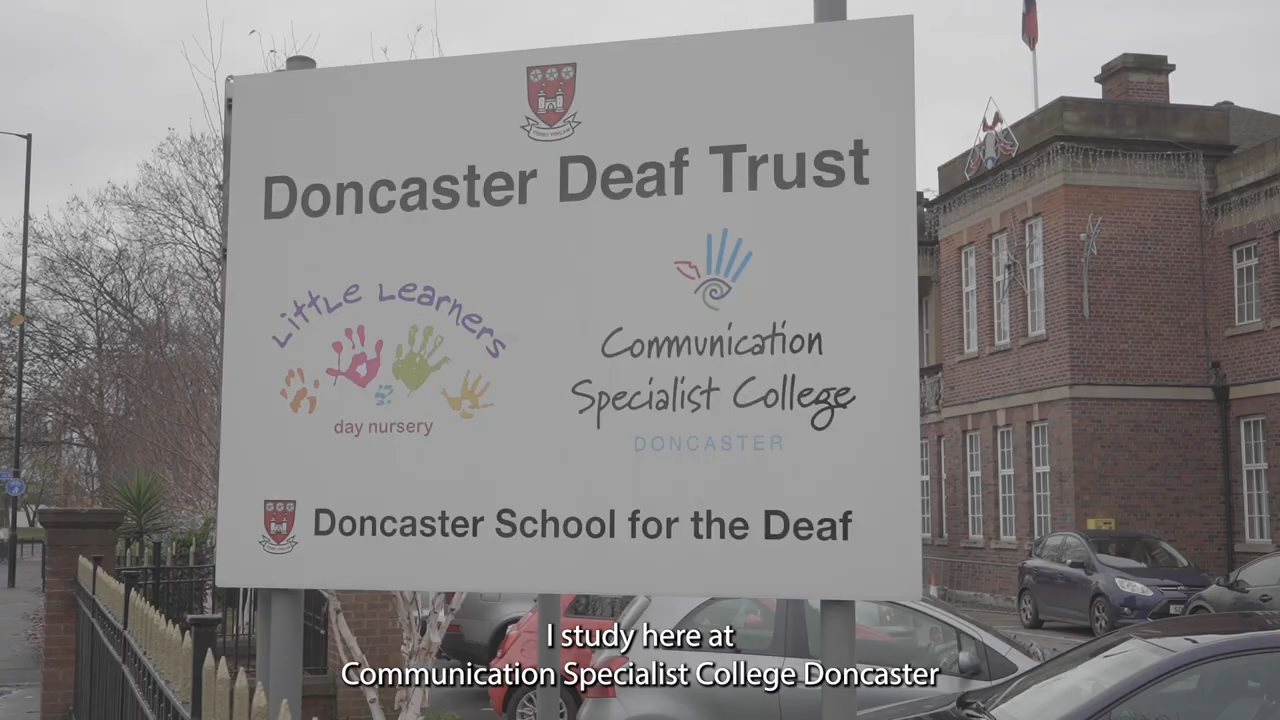 Doncaster Deaf Trust
Little Learners
day nursery
Communication
Specialist College
DONCASTER
Doncaster School for the Deaf
I study here at
Communication Specialist College Doncaster